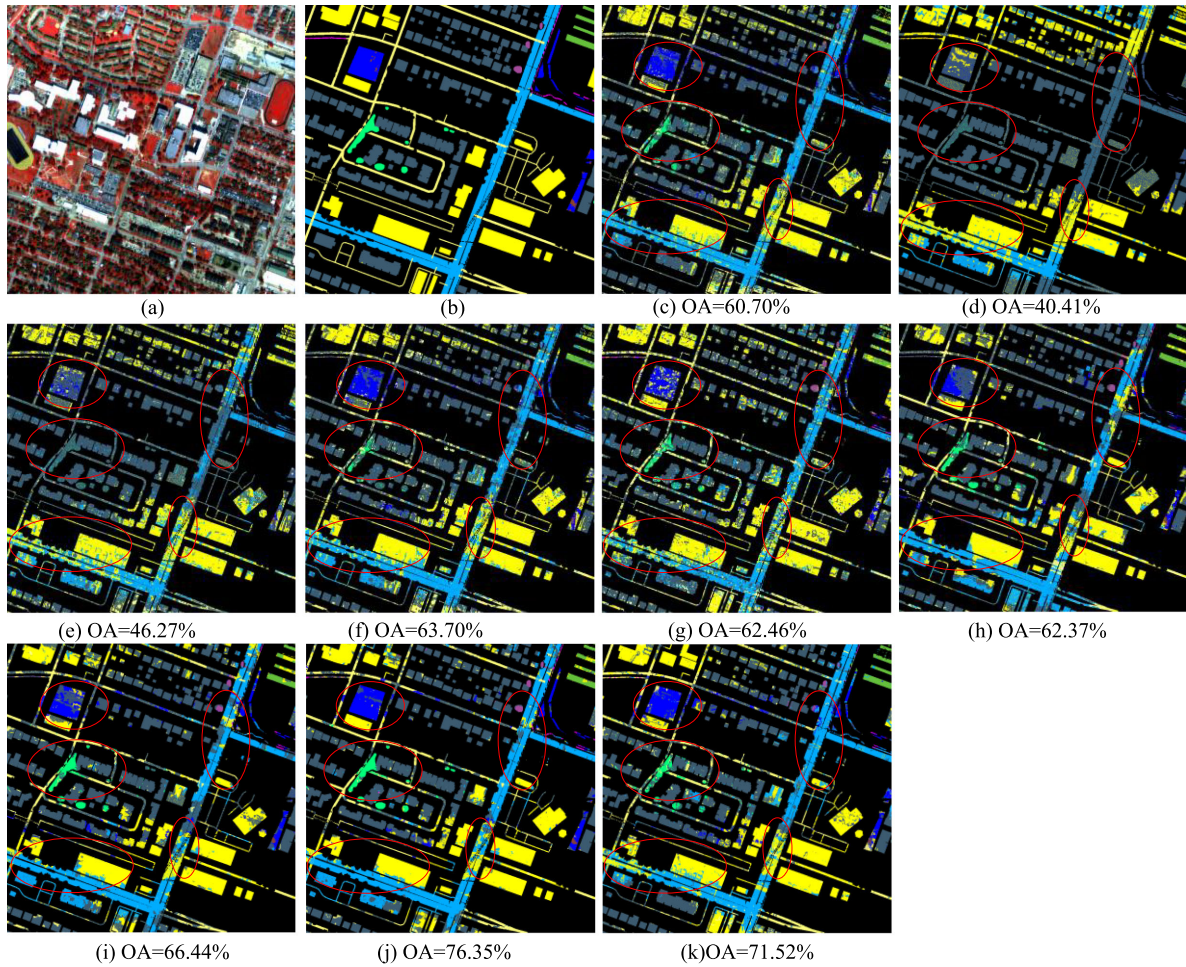 (a)
(b)
(c) OA=60.70%
(d) OA=40.41%
(e) OA=46.27%
(f) OA=63.70%
(g) OA=62.46%
(h) OA=62.37%
(i) OA=66.44%
(j) OA=76.35%
(k)OA=71.52%